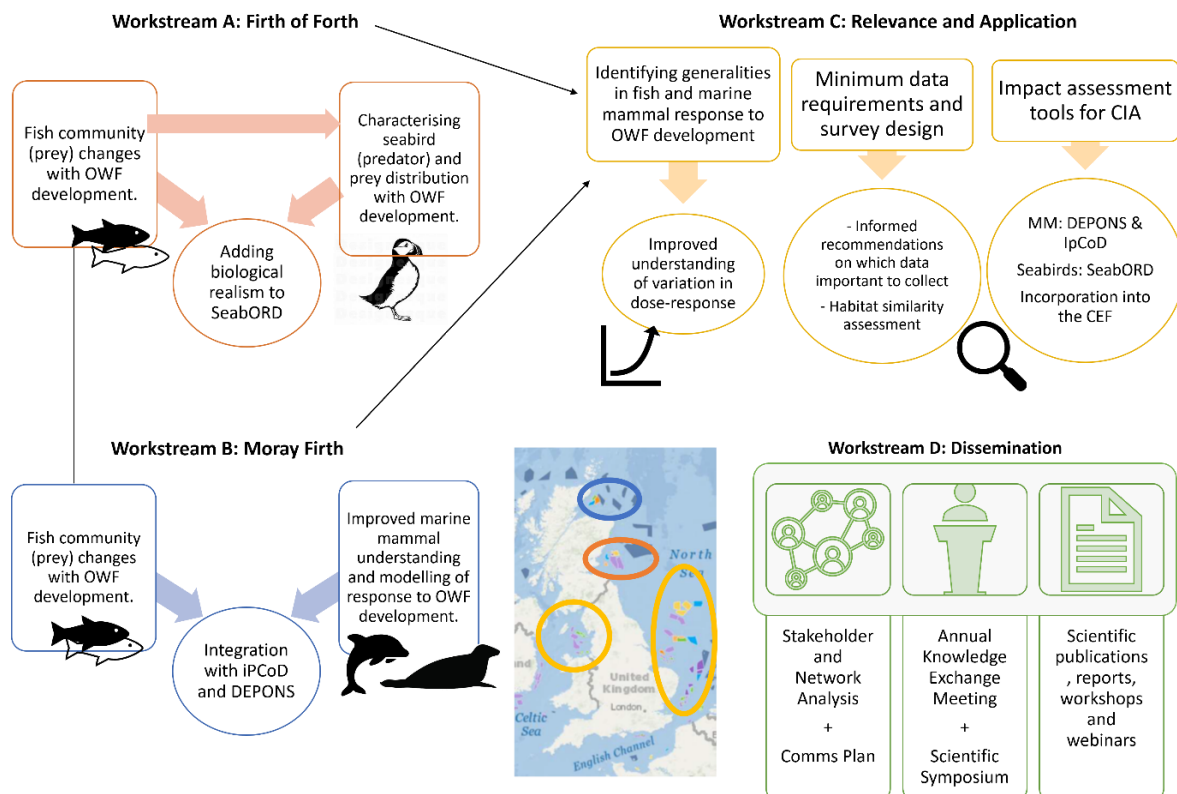 Workstream A: Firth of Forth
Fish community
(prey) changes
with OWF
development.
Characterising
seabird
(predator) and
prey distribution
with OWF
development.
Adding
biological
realism to
SeabORD
Workstream C: Relevance and Application
Identifying generalities
in fish and marine
mammal response to
OWF development
Minimum data
requirements and
survey design
Impact assessment
tools for CIA
Improved
understanding
of variation in
dose-response
- Informed
recommendations
on which data
important to collect
- Habitat similarity
assessment
MM: DEPONS &
IpCoD
Seabirds: SeabORD
Incorporation into
the CEF
Workstream B: Moray Firth
Fish community
(prey) changes
with OWF
development.
Improved marine
mammal
understanding
and modelling of
response to OWF
development.
Integration
with iPCoD
and DEPONS
North
Sea
United
Kingdom
London
Celtic
Sea
English Channel
Workstream D: Dissemination
Stakeholder
and
Network
Analysis
+
Comms Plan
Annual
Knowledge
Exchange
Meeting
+
Scientific
Symposium
Scientific
publications
, reports,
workshops
and
webinars